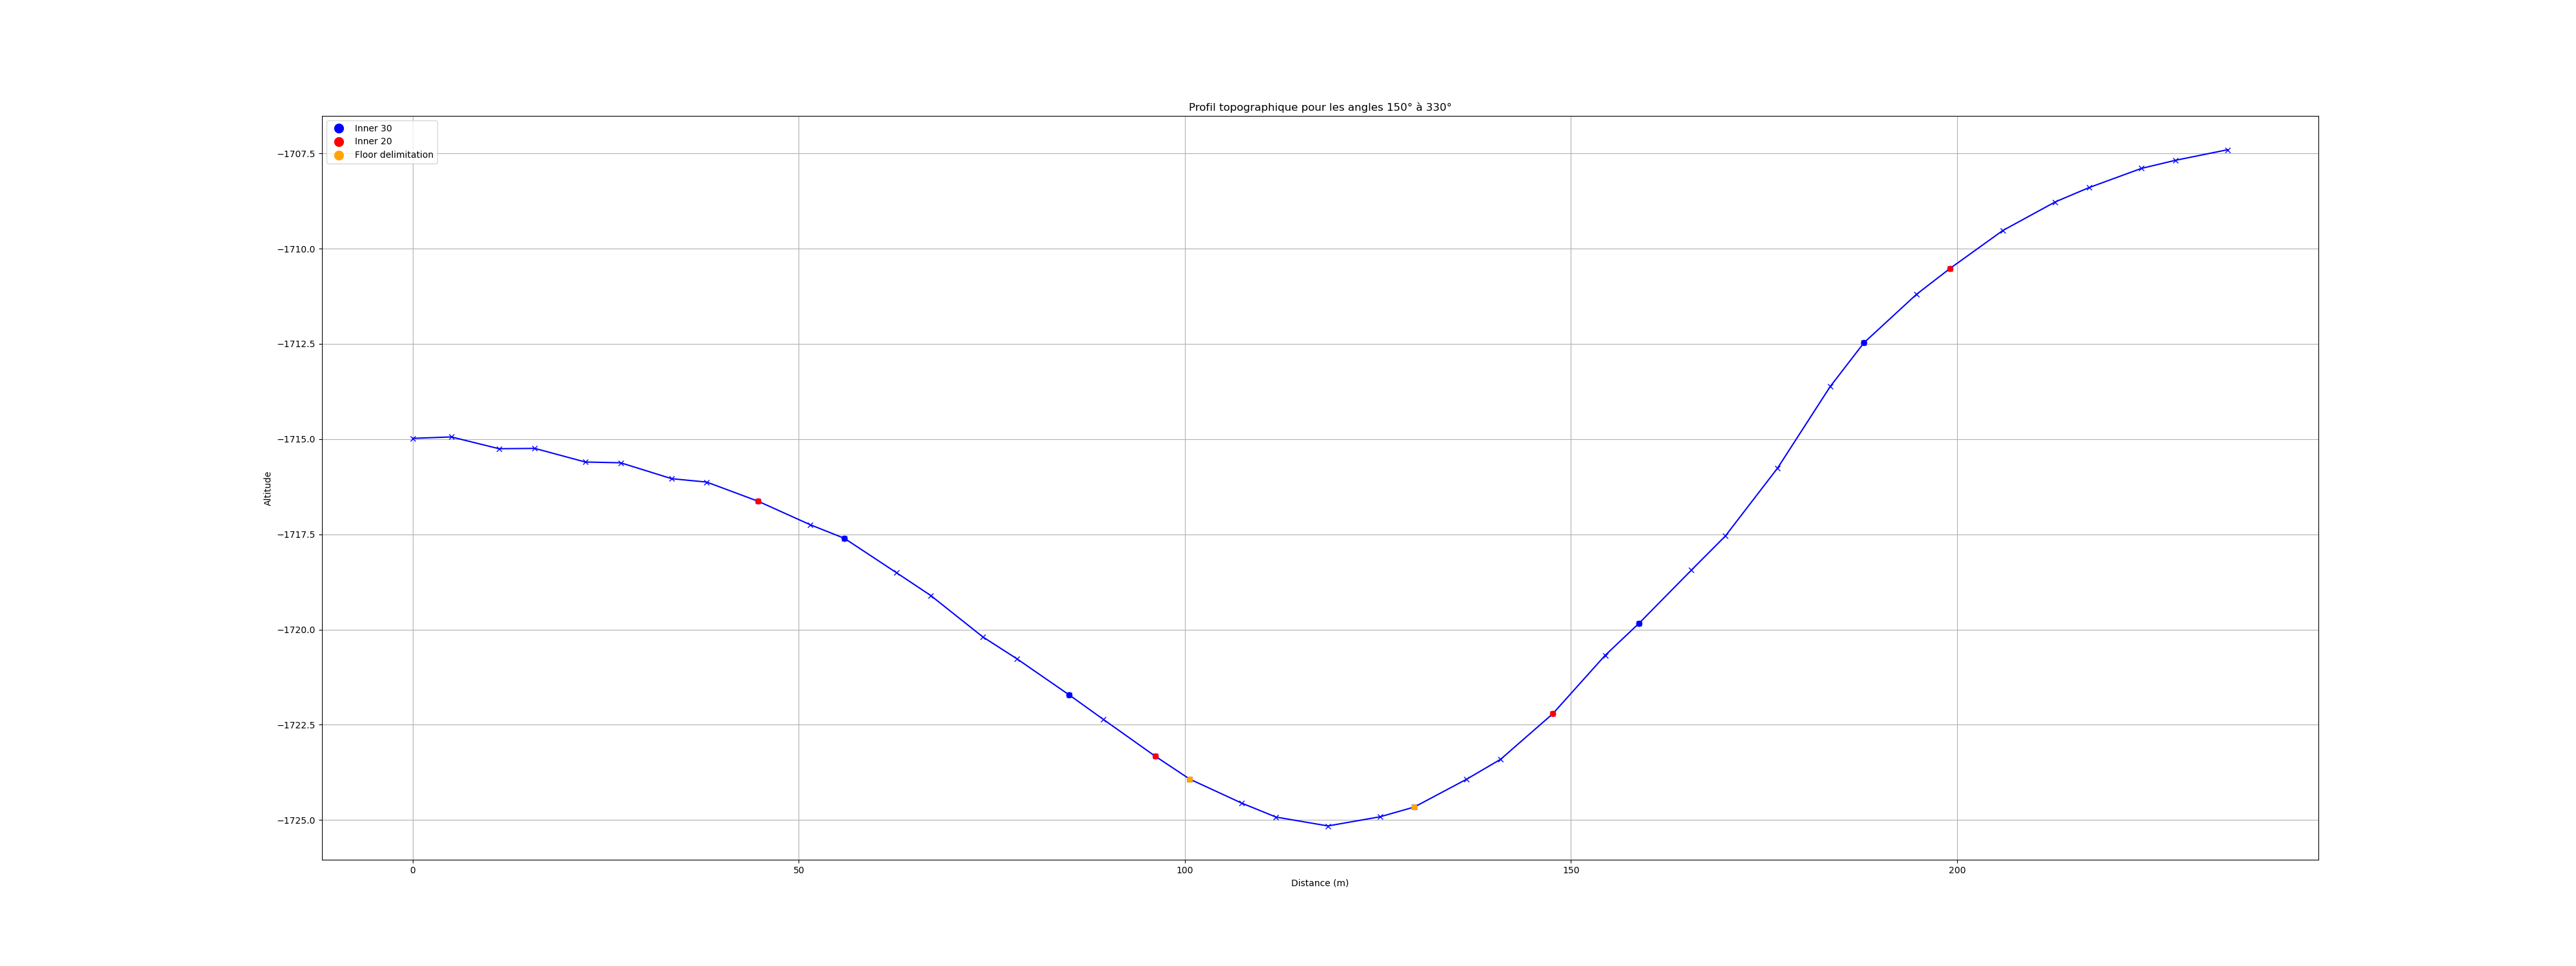 Profil topographique pour les angles 150° à 330°
Inner 30
Inner 20
Floor delimitation
−1707.5
−1710.0
−1712.5
−1715.0
−1717.5
−1720.0
−1722.5
−1725.0
Altitude
0 50 100 150 200
Distance (m)